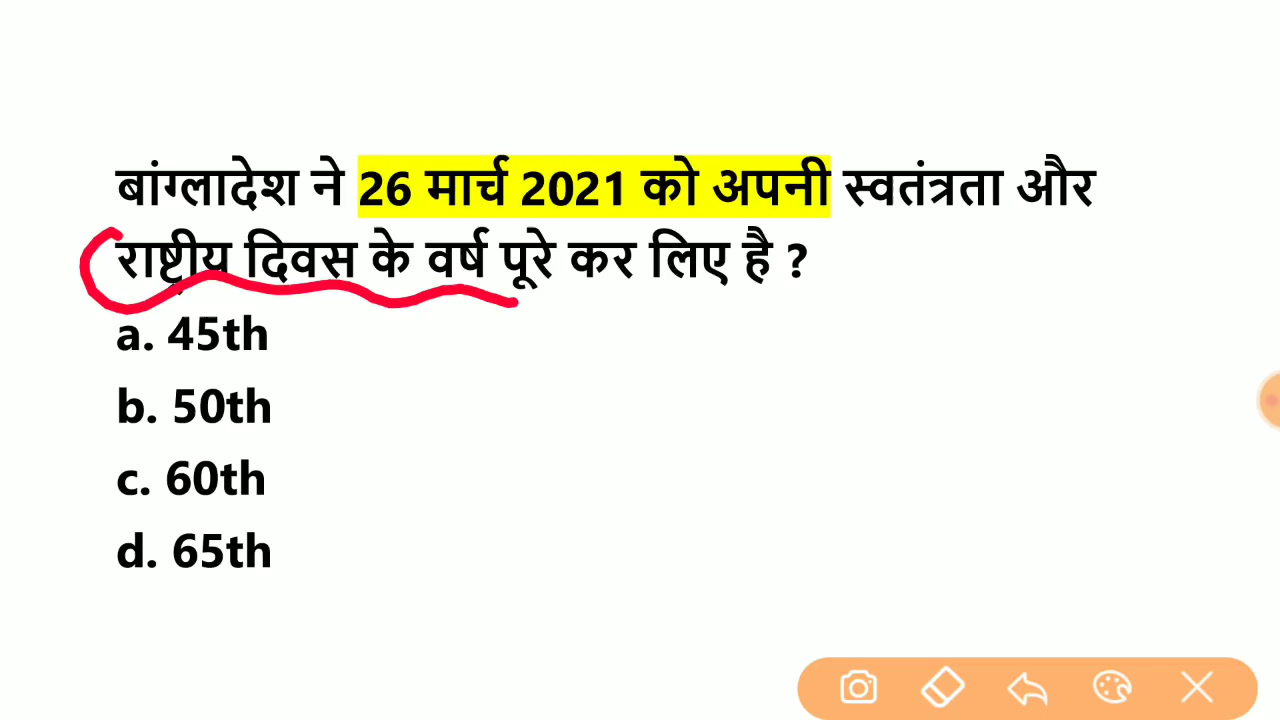 बांग्लादेश ने 26 मार्च 2021 को अपनी स्वतंत्रता और
राष्ट्रीय दिवस के वर्ष पूरे कर लिए है ?
a. 45th
b. 50th
c. 60th
d. 65th